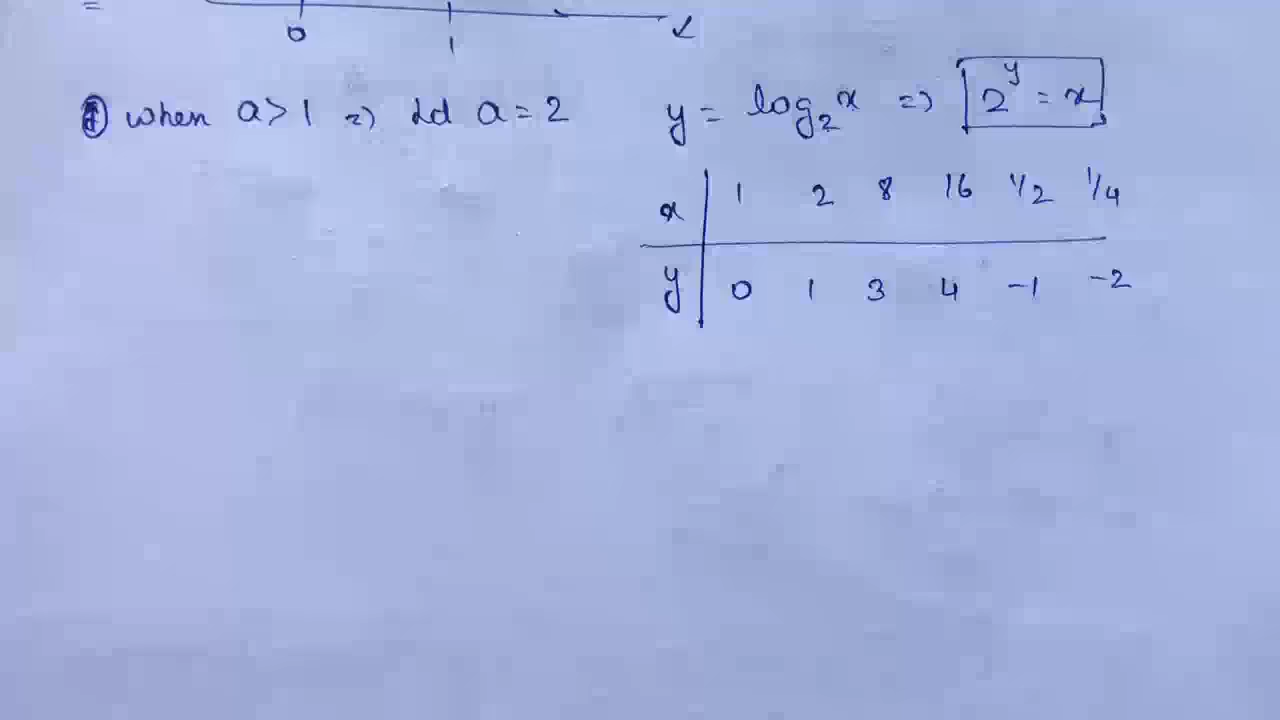 =
0 1
① when a>1 => Let a=2 y = log₂x => 2^y = x
x | 1 2 8 16 1/2 1/4
y | 0 1 3 4 -1 -2